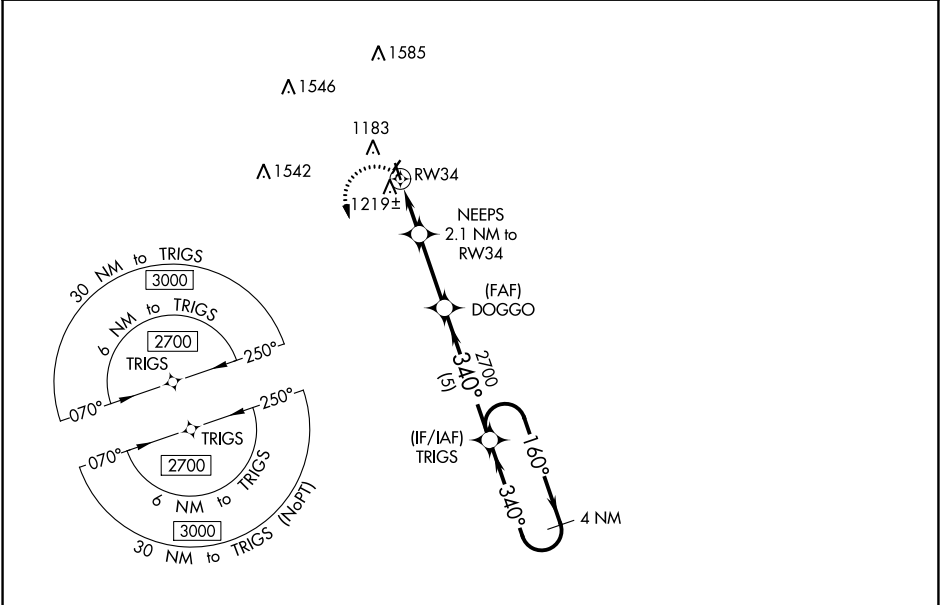 1585
1546
1183
1542
RW34
1219±
NEEPS
2.1 NM to
RW34
(FAF)
DOGGO
2700
340°
(5)
(IF/IAF)
TRIGS
160°
340°
4 NM
30 NM to TRIGS
3000
6 NM to TRIGS
2700
TRIGS
250°
070°
250°
070°
TRIGS
2700
6 NM to TRIGS
3000
30 NM to TRIGS (NoPT)